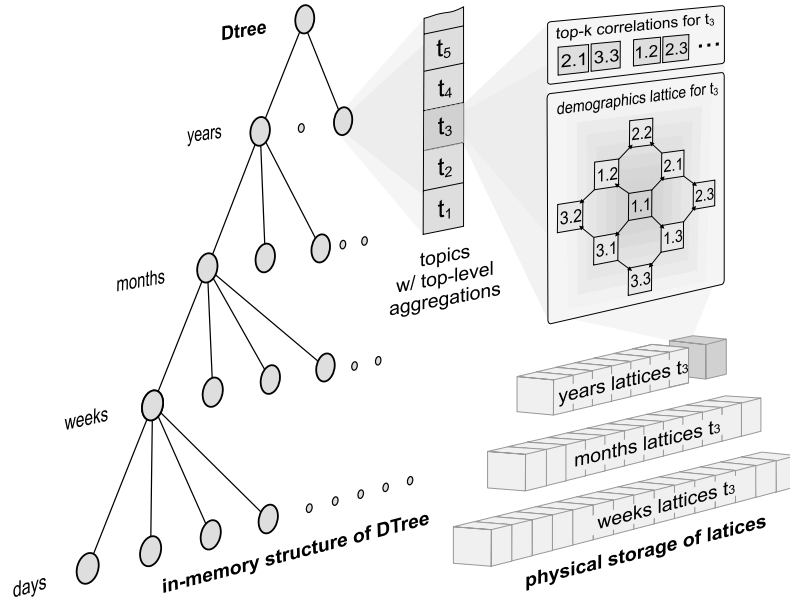 Dtree
years
months
weeks
days
in-memory structure of DTree
t5
t4
t3
t2
t1
topics
w/ top-level
aggregations
top-k correlations for t3
2.1 3.3 1.2 2.3 ...
demographics lattice for t3
2.2
1.2 2.1
3.2 1.1 2.3
3.1 1.3
3.3
years lattices t3
months lattices t3
weeks lattices t3
physical storage of latices